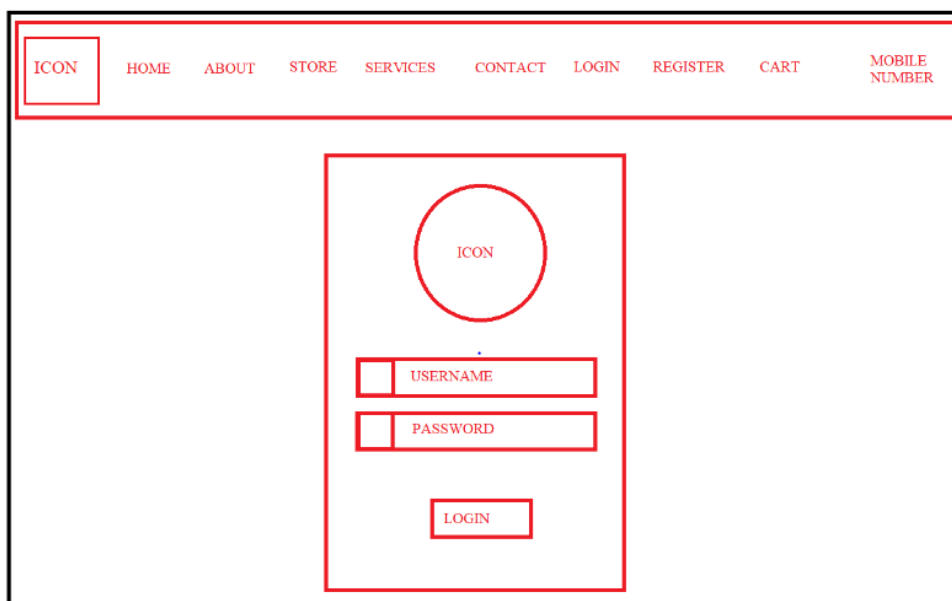 ICON HOME ABOUT STORE SERVICES CONTACT LOGIN REGISTER CART MOBILE
NUMBER
ICON
USERNAME
PASSWORD
LOGIN